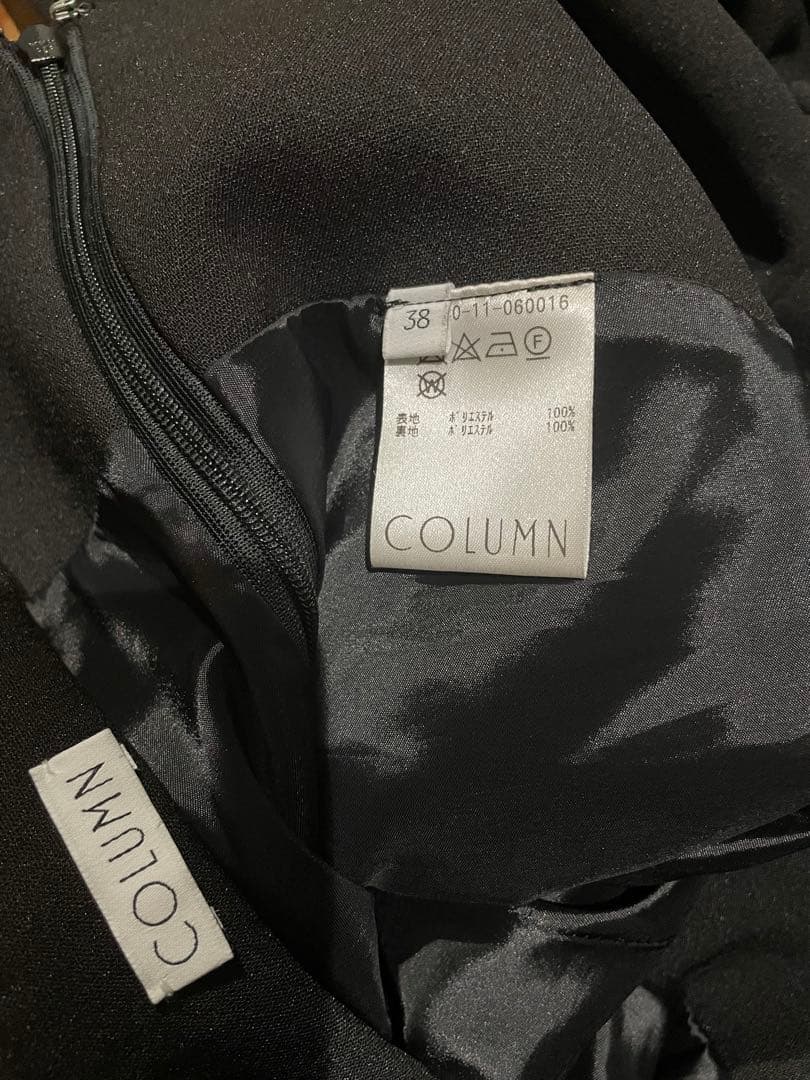 38
0-11-060016
F
W
表地 ポリエステル 100%
裏地 ポリエステル 100%
COLUMN
COLUMN